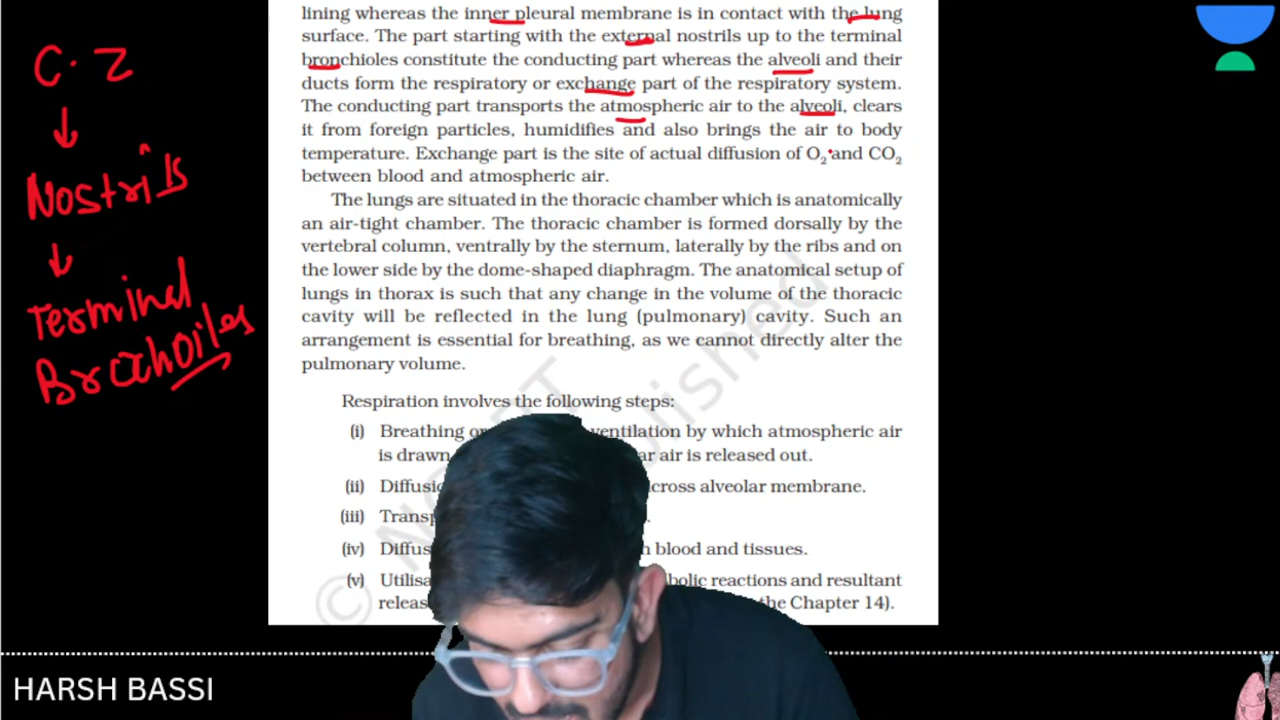 C. Z
↓
Nostrils
↓
Terminal
Brochoiles
lining whereas the inner pleural membrane is in contact with the lung
surface. The part starting with the external nostrils up to the terminal
bronchioles constitute the conducting part whereas the alveoli and their
ducts form the respiratory or exchange part of the respiratory system.
The conducting part transports the atmospheric air to the alveoli, clears
it from foreign particles, humidifies and also brings the air to body
temperature. Exchange part is the site of actual diffusion of O₂ and CO₂
between blood and atmospheric air.
The lungs are situated in the thoracic chamber which is anatomically
an air-tight chamber. The thoracic chamber is formed dorsally by the
vertebral column, ventrally by the sternum, laterally by the ribs and on
the lower side by the dome-shaped diaphragm. The anatomical setup of
lungs in thorax is such that any change in the volume of the thoracic
cavity will be reflected in the lung (pulmonary) cavity. Such an
arrangement is essential for breathing, as we cannot directly alter the
pulmonary volume.
Respiration involves the following steps:
(i) Breathing ventilation by which atmospheric air
is drawn air is released out.
(ii) alveolar membrane.
(iii)
(iv) blood and tissues.
(v) reactions and resultant
the Chapter 14).
HARSH BASSI